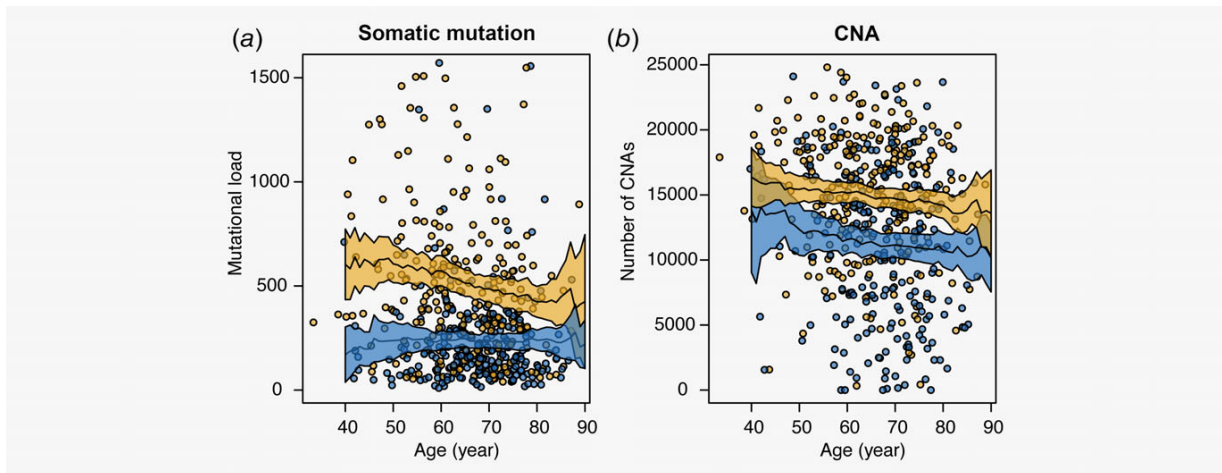 (a) Somatic mutation
Mutational load
1500
1000
500
0
40 50 60 70 80 90
Age (year)
(b) CNA
Number of CNAs
25000
20000
15000
10000
5000
0
40 50 60 70 80 90
Age (year)